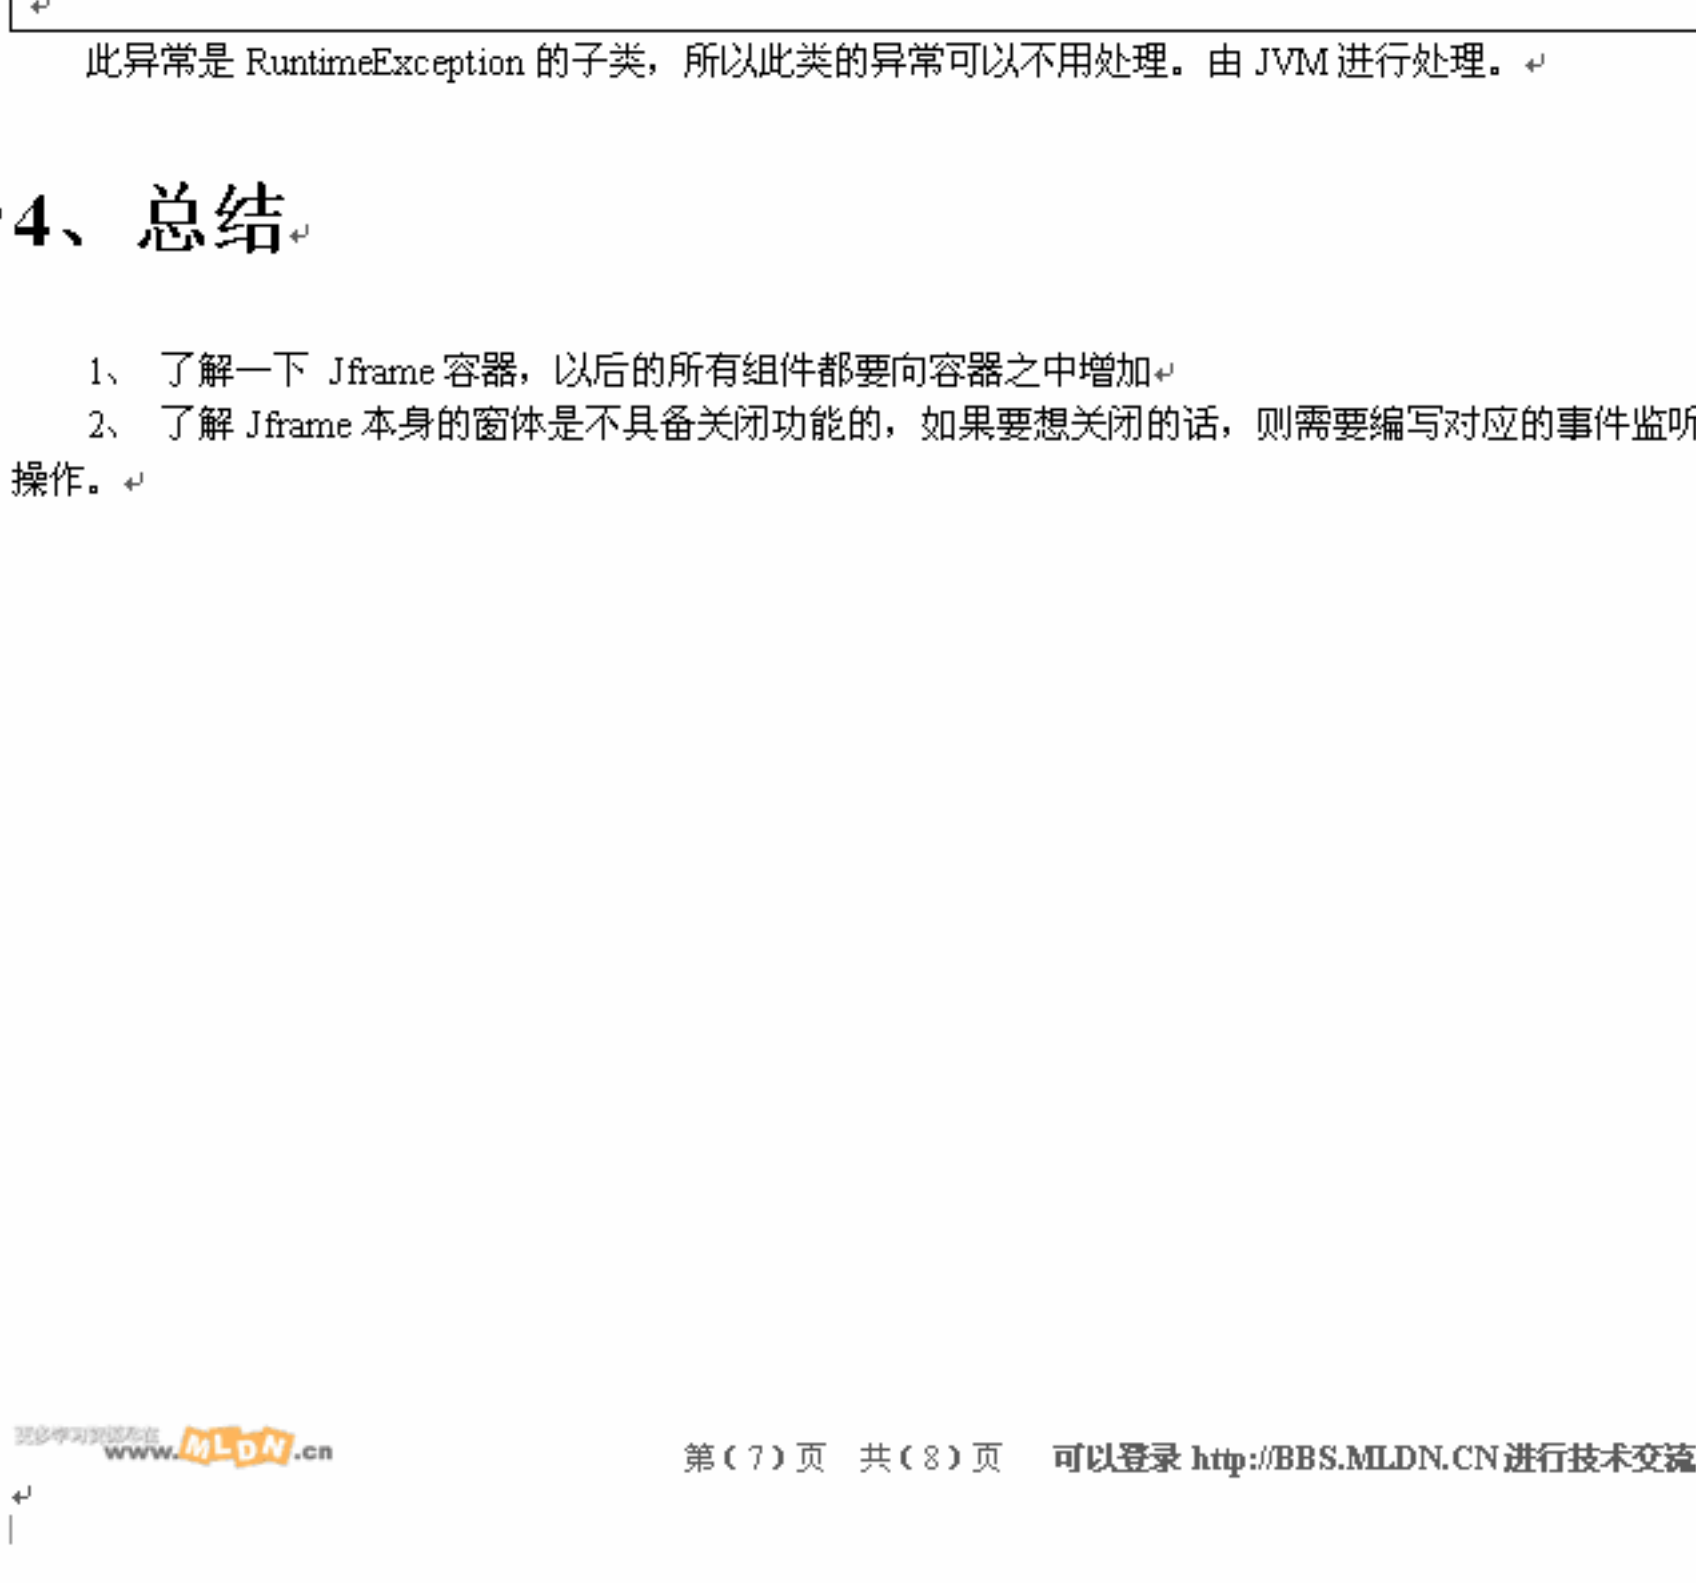 此异常是 RuntimeException 的子类，所以此类的异常可以不用处理。由 JVM 进行处理。
4、总结
1、 了解一下 Jframe 容器，以后的所有组件都要向容器之中增加
2、 了解 Jframe 本身的窗体是不具备关闭功能的，如果要想关闭的话，则需要编写对应的事件监听
操作。
www.MLDN.cn
第（7）页 共（8）页 可以登录 http://BBS.MLDN.CN 进行技术交流